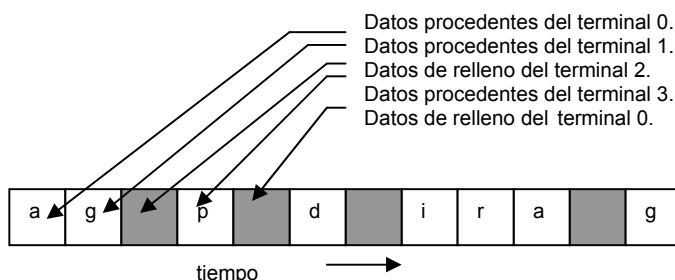 Datos procedentes del terminal 0.
Datos procedentes del terminal 1.
Datos de relleno del terminal 2.
Datos procedentes del terminal 3.
Datos de relleno del terminal 0.
a g p d i r a g
tiempo